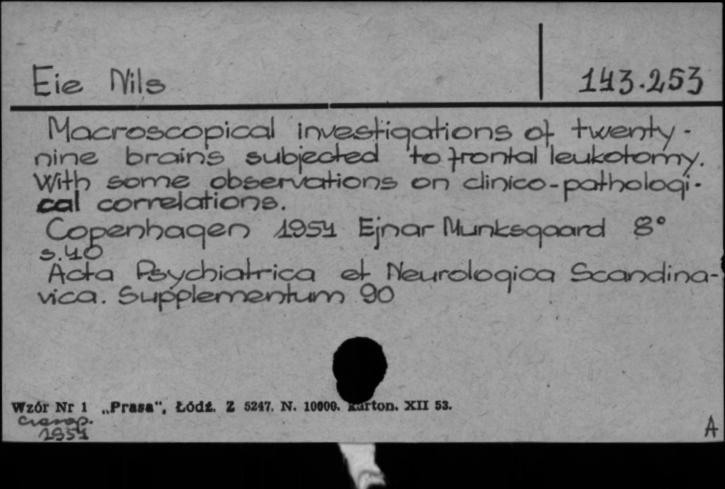 Eie Nils
143.253
Macroscopical investigations of twenty-
nine brains subjected to frontal leukotomy.
With some observations on clinico-pathologi-
cal correlations.
Copenhagen 1954 Ejnar Munksgaard 8°
s.40
Acta Psychiatrica et Neurologica Scandina-
vica. Supplementum 90
Wzór Nr 1 „Prasa", Łódź. Z 5247. N. 10000. karton. XII 53.
czasop.
1954
A